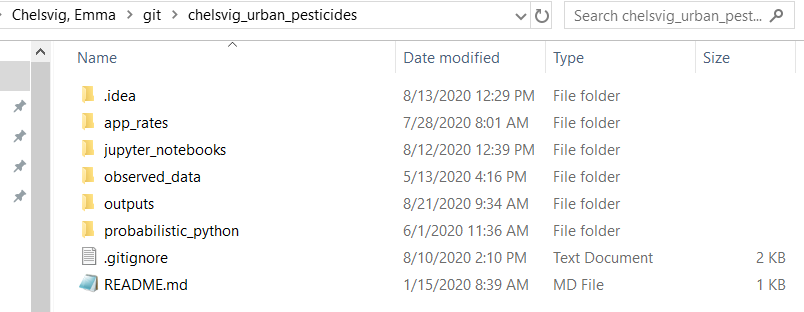 Chelsvig, Emma > git > chelsvig_urban_pesticides Search chelsvig_urban_pest...
Name Date modified Type Size
.idea 8/13/2020 12:29 PM File folder
app_rates 7/28/2020 8:01 AM File folder
jupyter_notebooks 8/12/2020 12:39 PM File folder
observed_data 5/13/2020 4:16 PM File folder
outputs 8/21/2020 9:34 AM File folder
probabilistic_python 6/1/2020 11:36 AM File folder
.gitignore 8/10/2020 2:10 PM Text Document 2 KB
README.md 1/15/2020 8:39 AM MD File 1 KB